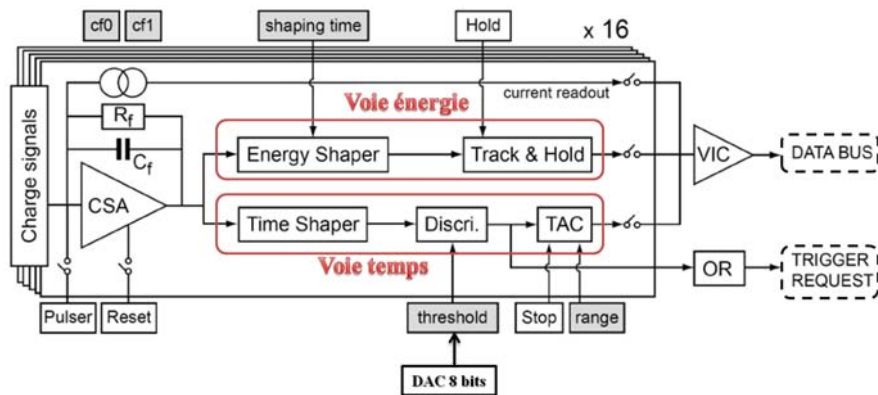 cf0 cf1 shaping time Hold x 16
current readout
Voie énergie
Charge signals
Rf
Cf
Energy Shaper Track & Hold
VIC DATA BUS
CSA
Time Shaper Discri. TAC
Voie temps
OR TRIGGER
REQUEST
Pulser Reset threshold Stop range
DAC 8 bits